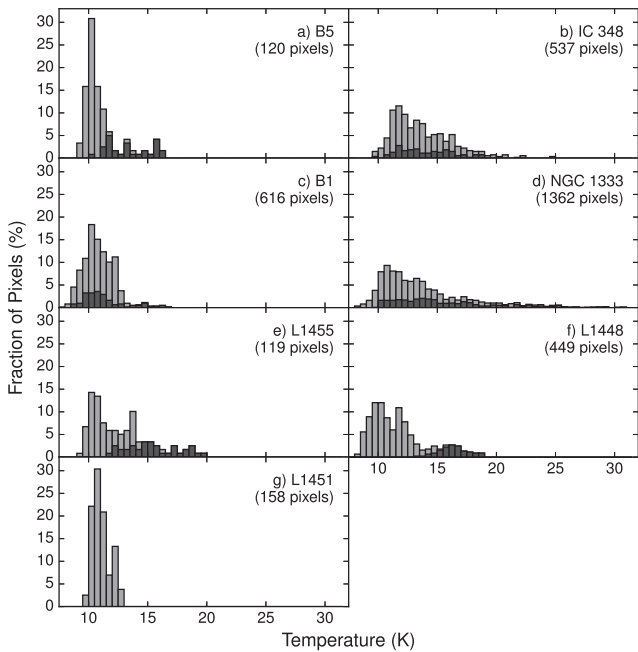 a) B5
(120 pixels)
b) IC 348
(537 pixels)
30
25
20
15
10
5
0
c) B1
(616 pixels)
d) NGC 1333
(1362 pixels)
30
25
20
15
10
5
0
e) L1455
(119 pixels)
f) L1448
(449 pixels)
30
25
20
15
10
5
0
10 15 20 25 30
g) L1451
(158 pixels)
30
25
20
15
10
5
0
10 15 20 25 30
Fraction of Pixels (%)
Temperature (K)